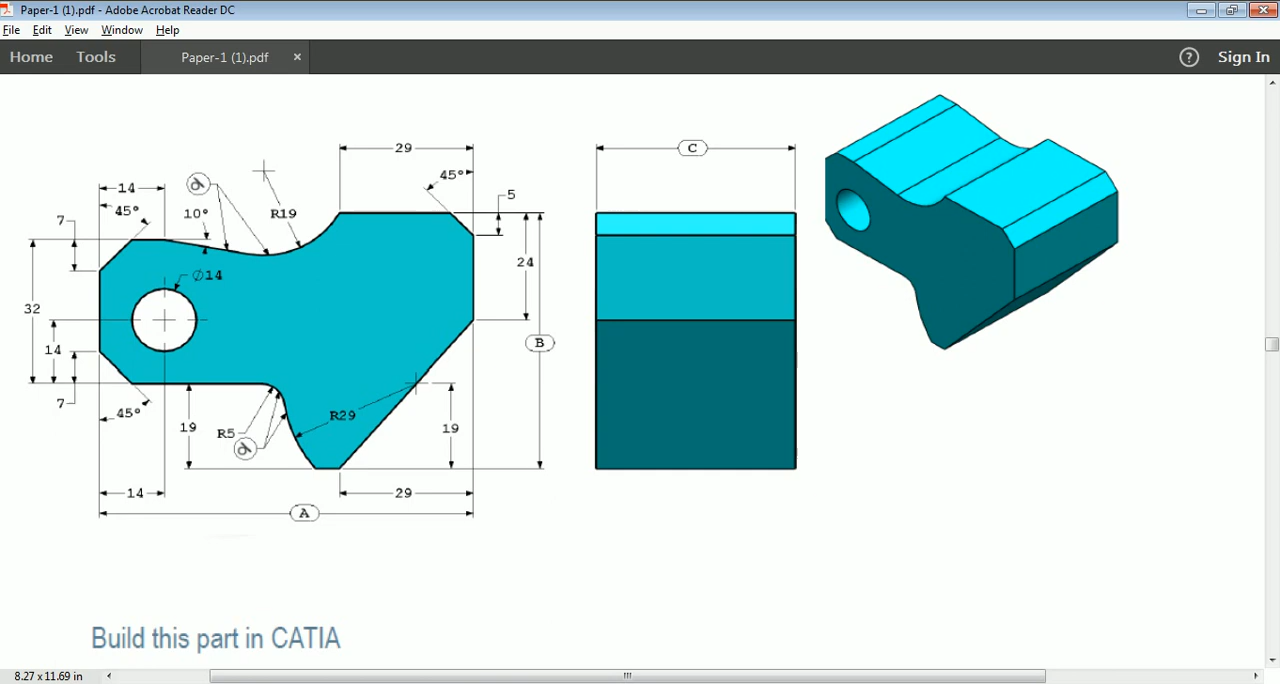 Paper-1 (1).pdf - Adobe Acrobat Reader DC
File Edit View Window Help
Home Tools Paper-1 (1).pdf × ? Sign In
29
C
14
45°
45°
5
7
10°
R19
Ø14
24
32
14
B
7
45°
19
R5
R29
19
14
29
A
Build this part in CATIA
8.27 x 11.69 in